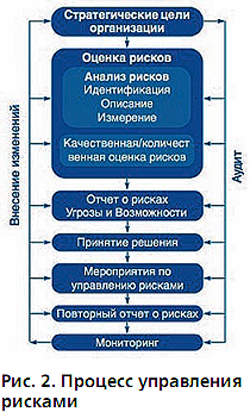 Стратегические цели
организации
Оценка рисков
Анализ рисков
Идентификация
Описание
Измерение
Качественная/количест
венная оценка рисков
Отчет о рисках
Угрозы и Возможности
Принятие решения
Мероприятия по
управлению рисками
Повторный отчет о рисках
Мониторинг
Внесение изменений
Аудит
Рис. 2. Процесс управления
рисками